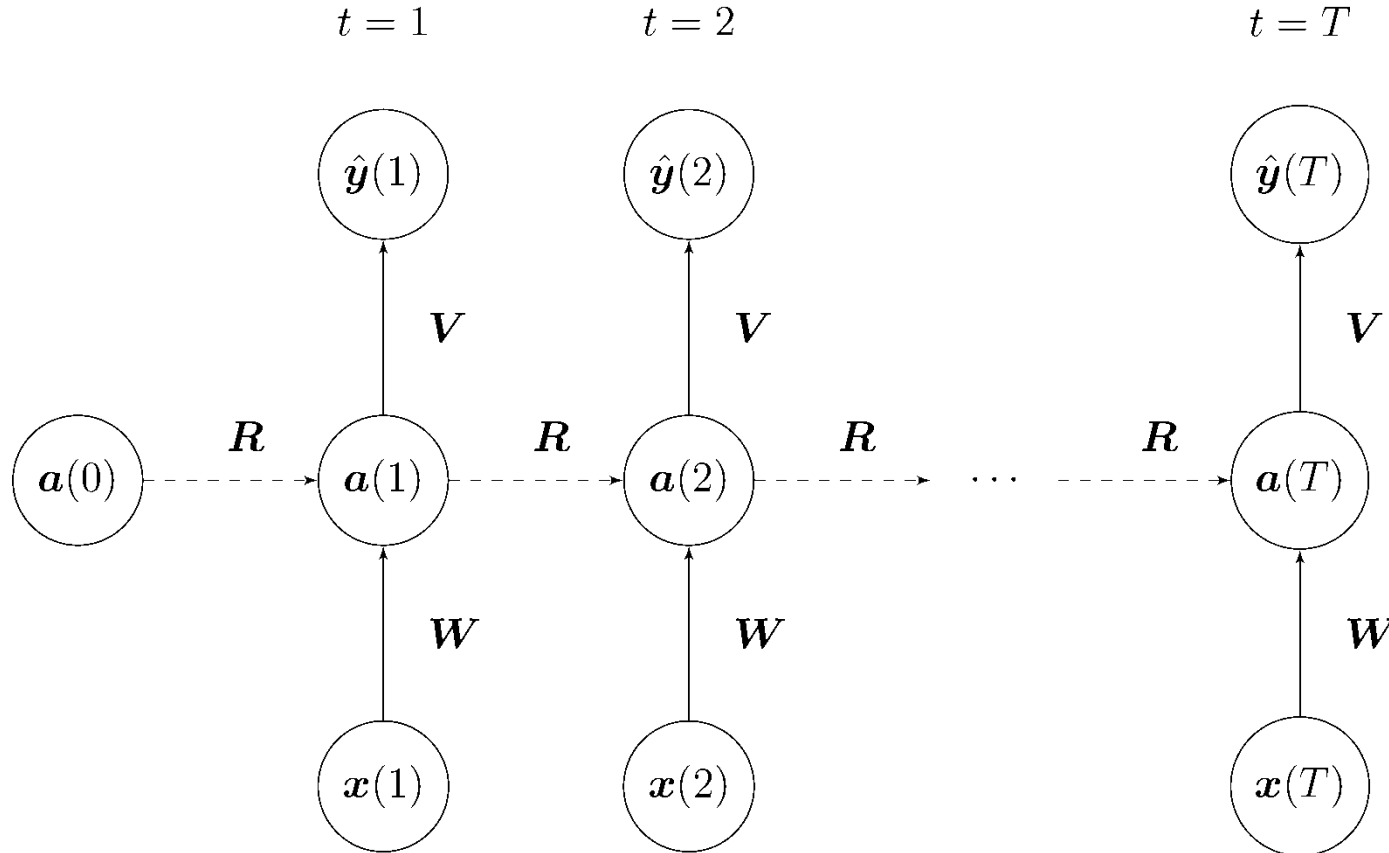 t = 1 t = 2 t = T
ŷ(1) ŷ(2) ŷ(T)
V V V
R R R R
a(0) a(1) a(2) ··· a(T)
W W W
x(1) x(2) x(T)